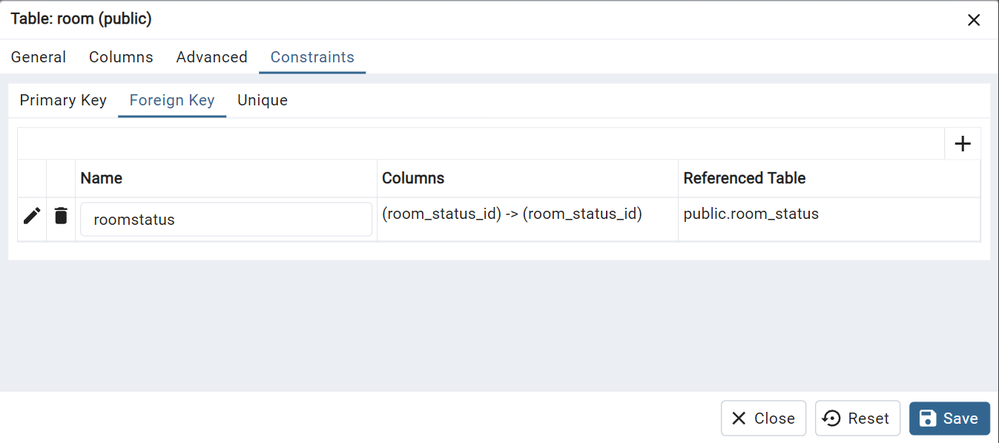 Table: room (public)
General Columns Advanced Constraints
Primary Key Foreign Key Unique
Name Columns Referenced Table
roomstatus (room_status_id) -> (room_status_id) public.room_status
Close Reset Save